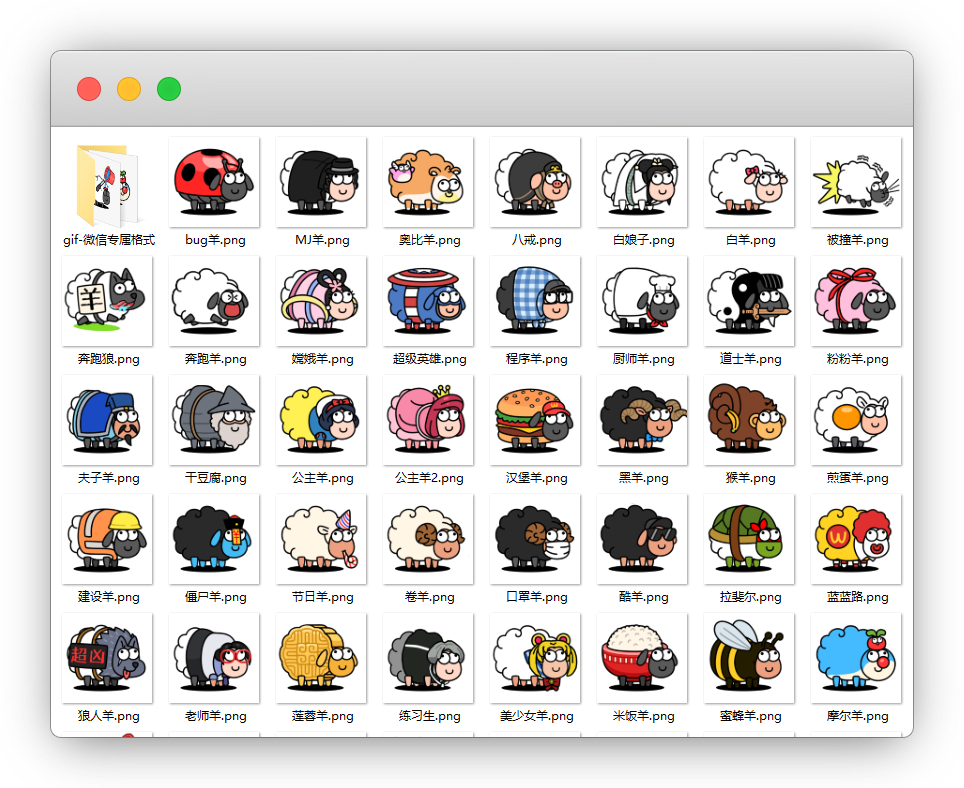 gif-微信专属格式
bug羊.png
MJ羊.png
奥比羊.png
八戒.png
白娘子.png
白羊.png
被撞羊.png
羊
奔跑狼.png
奔跑羊.png
嫦娥羊.png
超级英雄.png
程序羊.png
厨师羊.png
道士羊.png
粉粉羊.png
夫子羊.png
干豆腐.png
公主羊.png
公主羊2.png
汉堡羊.png
黑羊.png
猴羊.png
煎蛋羊.png
W
建设羊.png
僵尸羊.png
节日羊.png
卷羊.png
口罩羊.png
酷羊.png
拉斐尔.png
蓝蓝路.png
超凶
狼人羊.png
老师羊.png
莲蓉羊.png
练习生.png
美少女羊.png
米饭羊.png
蜜蜂羊.png
摩尔羊.png